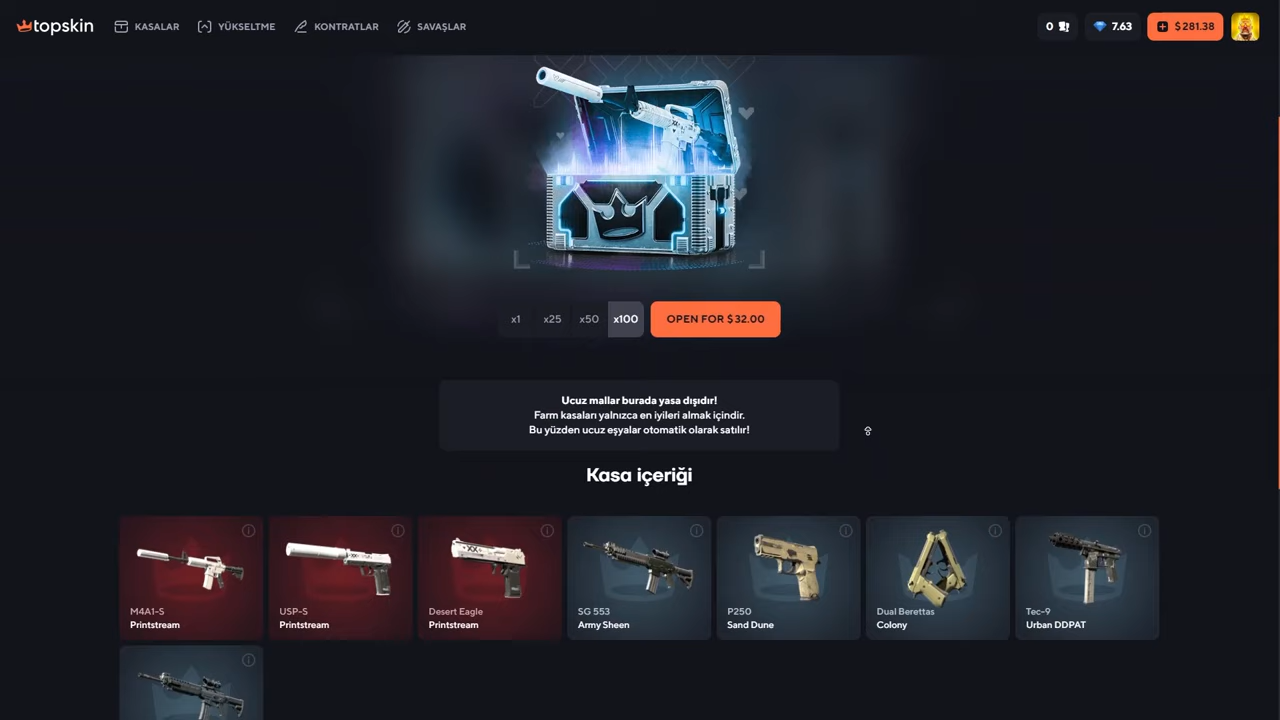 topskin
KASALAR
YÜKSELTME
KONTRATLAR
SAVAŞLAR
0
7.63
$281.38
x1
x25
x50
x100
OPEN FOR $32.00
Ucuz mallar burada yasa dışıdır!
Farm kasaları yalnızca en iyileri almak içindir.
Bu yüzden ucuz eşyalar otomatik olarak satılır!
Kasa içeriği
M4A1-S
Printstream
USP-S
Printstream
Desert Eagle
Printstream
SG 553
Army Sheen
P250
Sand Dune
Dual Berettas
Colony
Tec-9
Urban DDPAT